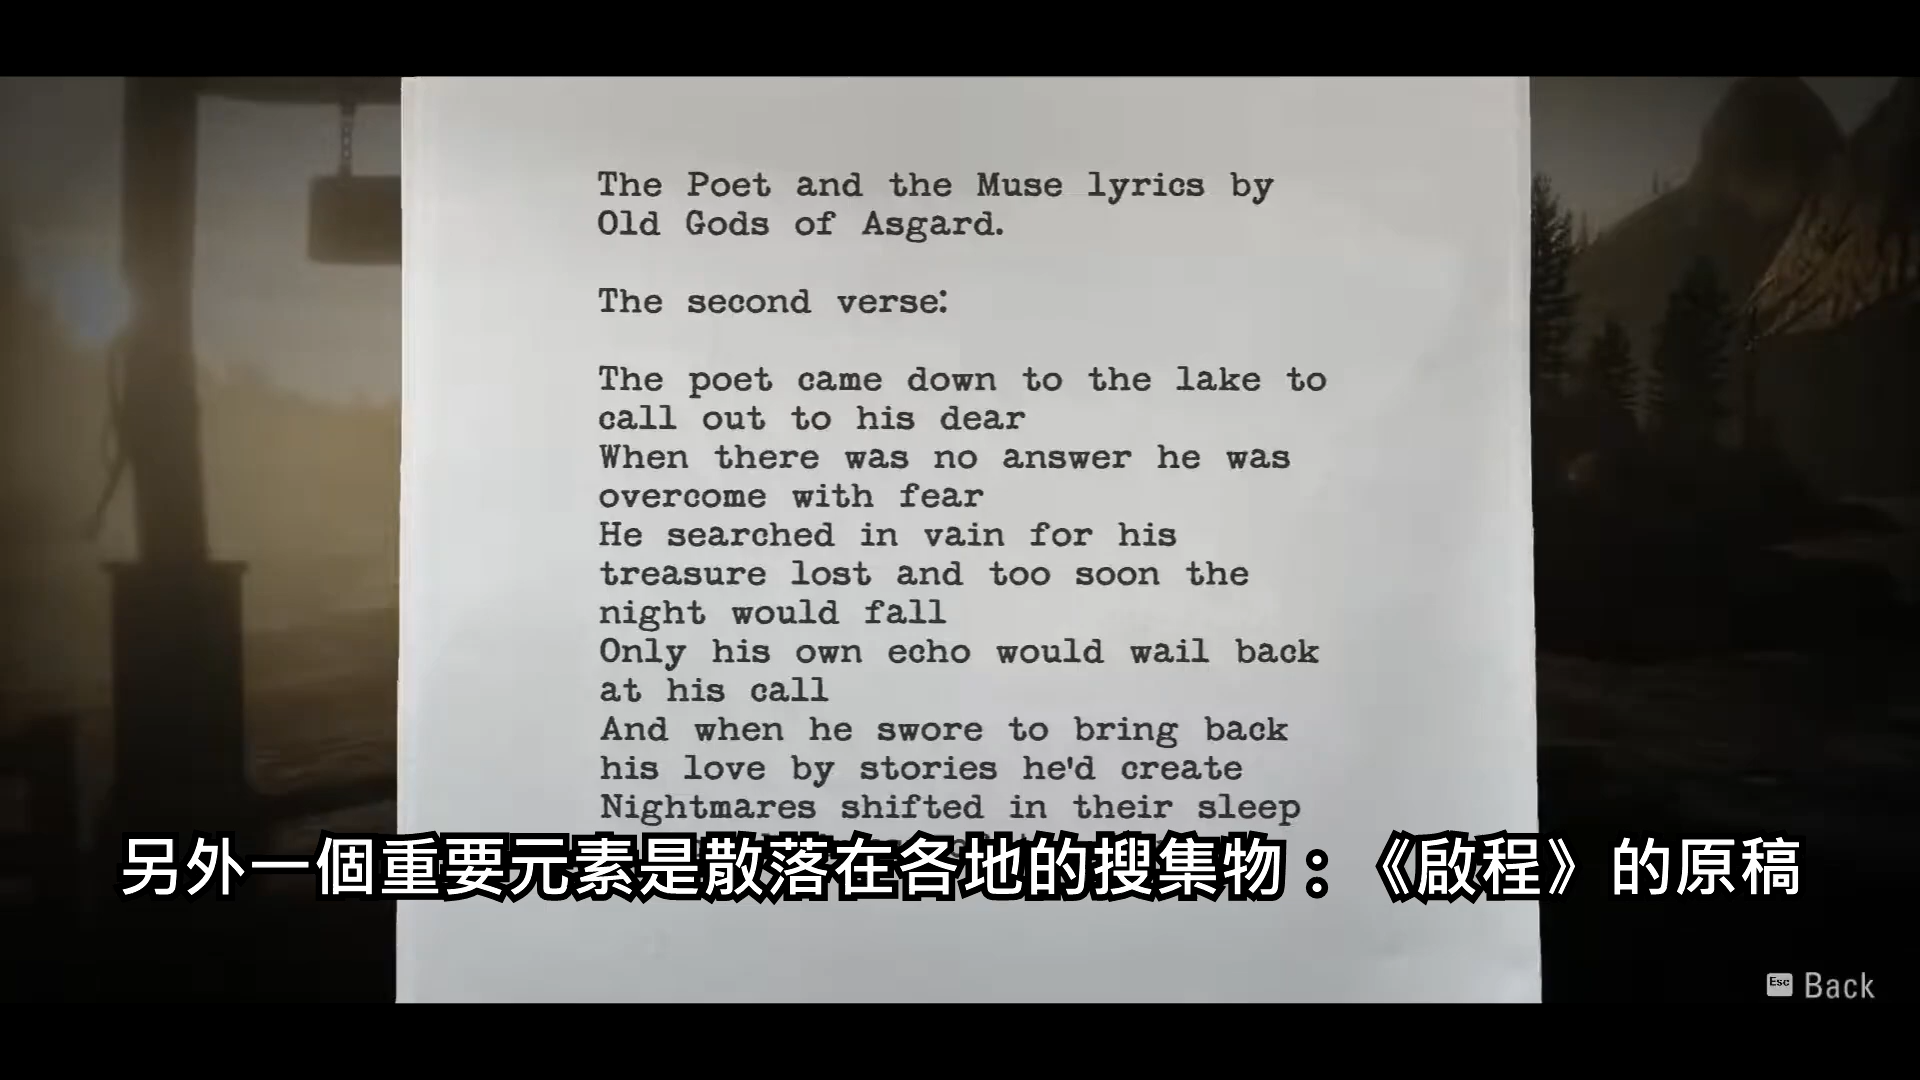 The Poet and the Muse lyrics by
Old Gods of Asgard.
The second verse:
The poet came down to the lake to
call out to his dear
When there was no answer he was
overcome with fear
He searched in vain for his
treasure lost and too soon the
night would fall
Only his own echo would wail back
at his call
And when he swore to bring back
his love by stories he'd create
Nightmares shifted in their sleep
另外一個重要元素是散落在各地的搜集物：《啟程》的原稿
Esc Back